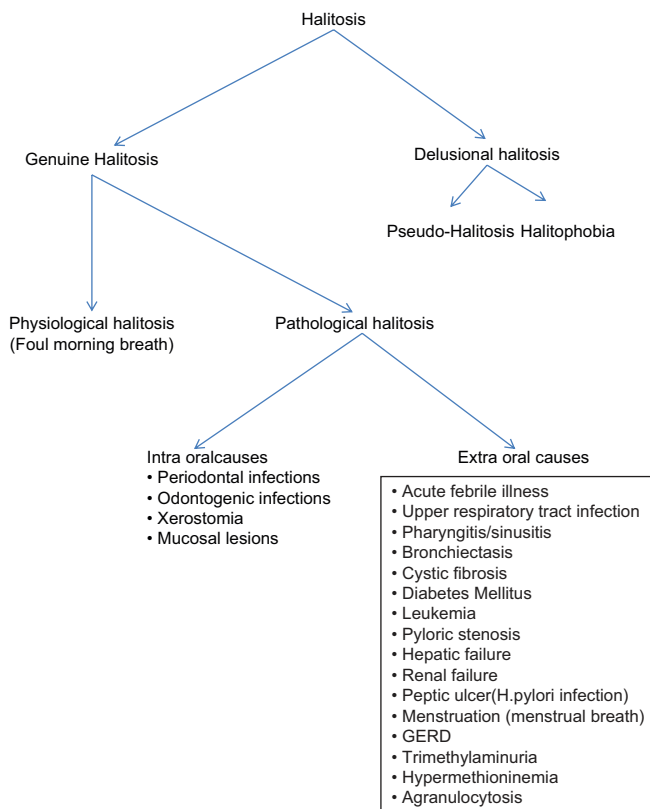 Halitosis
Genuine Halitosis
Delusional halitosis
Pseudo-Halitosis Halitophobia
Physiological halitosis
(Foul morning breath)
Pathological halitosis
Intra oralcauses
• Periodontal infections
• Odontogenic infections
• Xerostomia
• Mucosal lesions
Extra oral causes
• Acute febrile illness
• Upper respiratory tract infection
• Pharyngitis/sinusitis
• Bronchiectasis
• Cystic fibrosis
• Diabetes Mellitus
• Leukemia
• Pyloric stenosis
• Hepatic failure
• Renal failure
• Peptic ulcer(H.pylori infection)
• Menstruation (menstrual breath)
• GERD
• Trimethylaminuria
• Hypermethioninemia
• Agranulocytosis